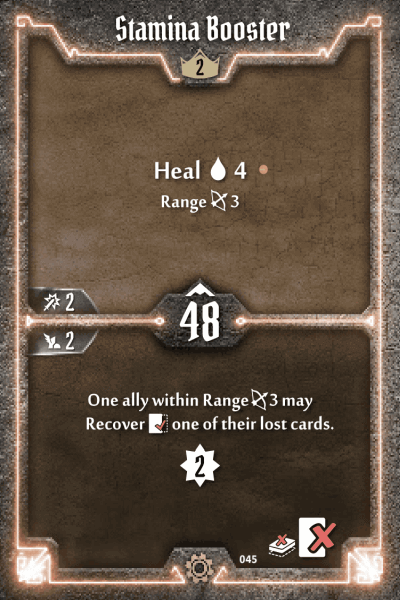 Stamina Booster
2
Heal 4
Range 3
2
48
2
One ally within Range 3 may
Recover one of their lost cards.
2
045